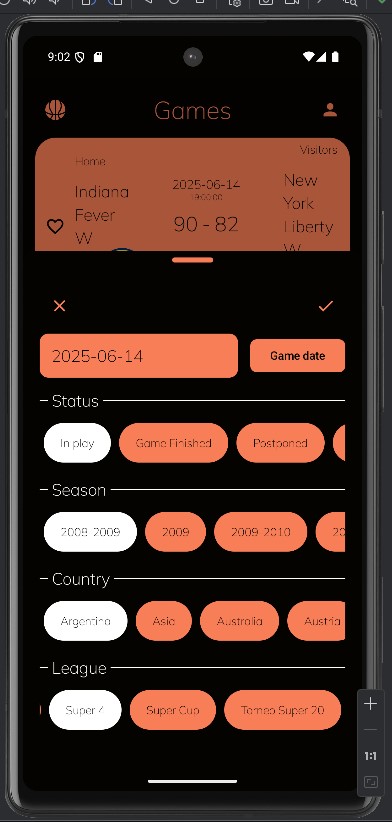 9:02
Games
Home
Visitors
Indiana
Fever
W
2025-06-14
19:00:00
90 - 82
New
York
Liberty
W
2025-06-14
Game date
Status
In play
Game Finished
Postponed
Season
2008-2009
2009
2009-2010
20
Country
Argentina
Asia
Australia
Austria
League
Super 4
Super Cup
Torneo Super 20
1:1